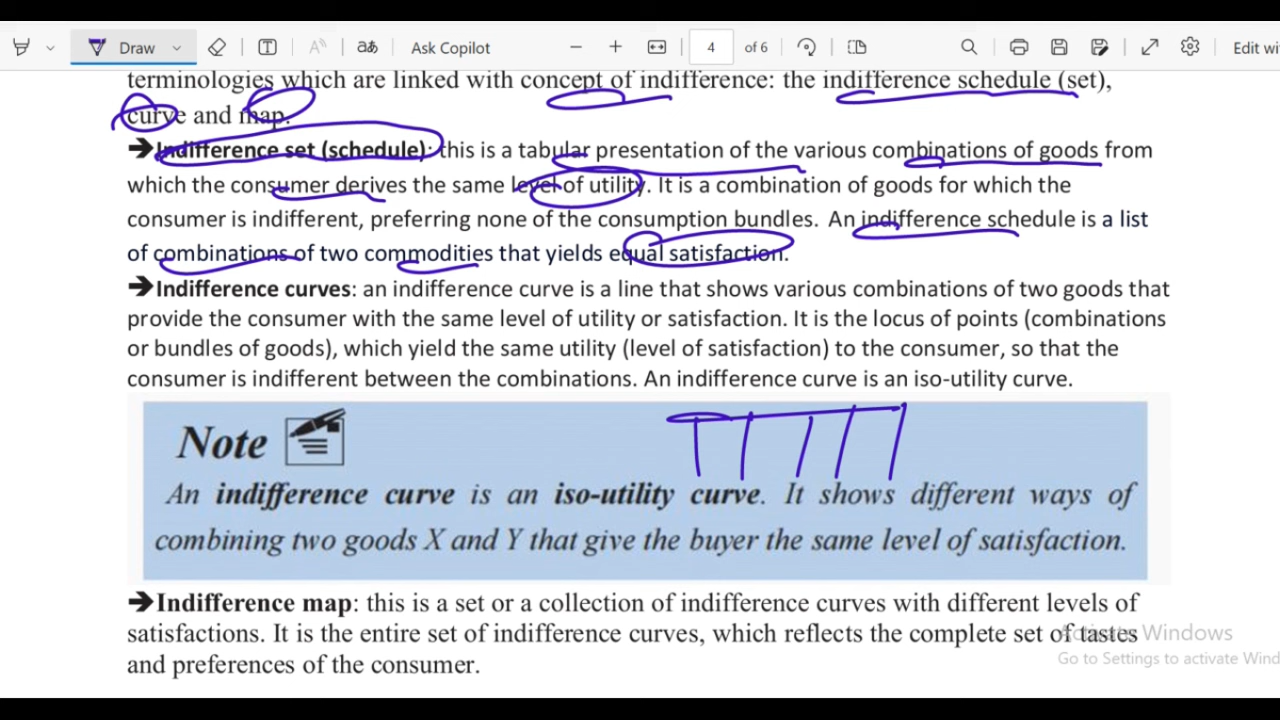 Draw
Ask Copilot
4 of 6
Edit wi
terminologies which are linked with concept of indifference: the indifference schedule (set),
curve and map.
➔Indifference set (schedule): this is a tabular presentation of the various combinations of goods from
which the consumer derives the same level of utility. It is a combination of goods for which the
consumer is indifferent, preferring none of the consumption bundles. An indifference schedule is a list
of combinations of two commodities that yields equal satisfaction.
➔Indifference curves: an indifference curve is a line that shows various combinations of two goods that
provide the consumer with the same level of utility or satisfaction. It is the locus of points (combinations
or bundles of goods), which yield the same utility (level of satisfaction) to the consumer, so that the
consumer is indifferent between the combinations. An indifference curve is an iso-utility curve.
Note
An indifference curve is an iso-utility curve. It shows different ways of
combining two goods X and Y that give the buyer the same level of satisfaction.
➔Indifference map: this is a set or a collection of indifference curves with different levels of
satisfactions. It is the entire set of indifference curves, which reflects the complete set of tastes
and preferences of the consumer.
Activate Windows
Go to Settings to activate Wind